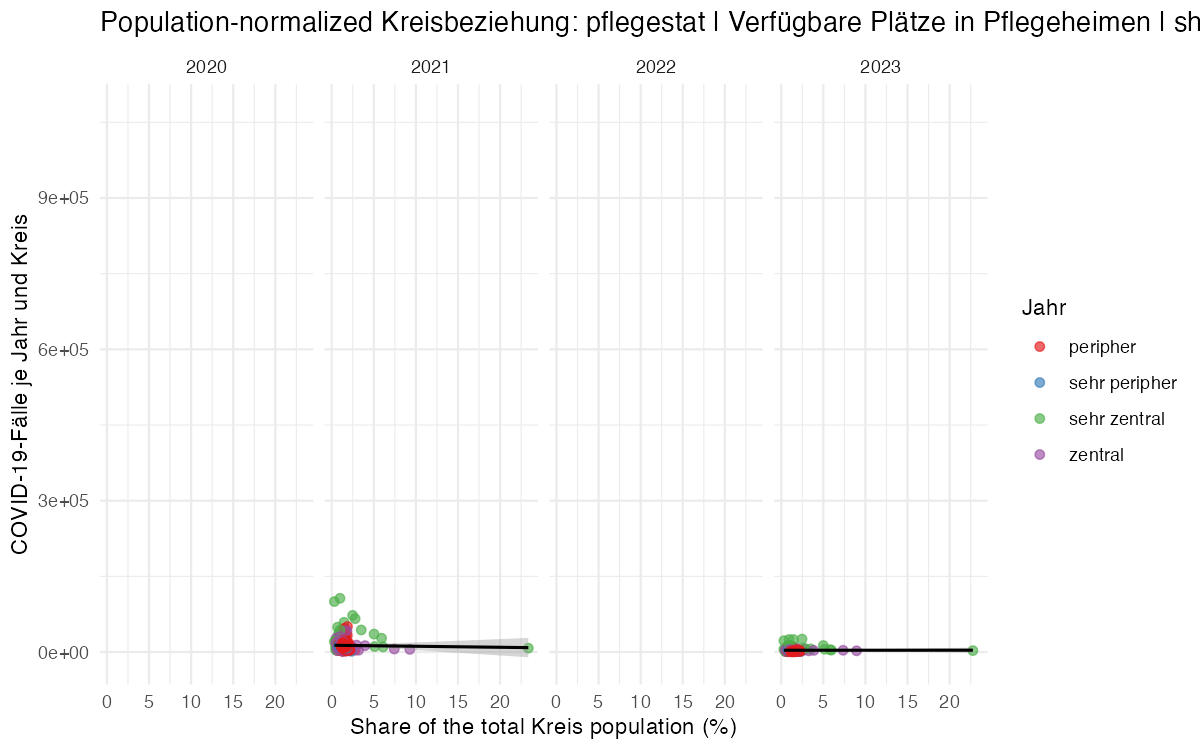 Population-normalized Kreisbeziehung: pflegestat | Verfügbare Plätze in Pflegeheimen | sh
2020 2021 2022 2023
9e+05
6e+05
3e+05
0e+00
COVID-19-Fälle je Jahr und Kreis
0 5 10 15 20 0 5 10 15 20 0 5 10 15 20 0 5 10 15 20
Share of the total Kreis population (%)
Jahr
peripher
sehr peripher
sehr zentral
zentral